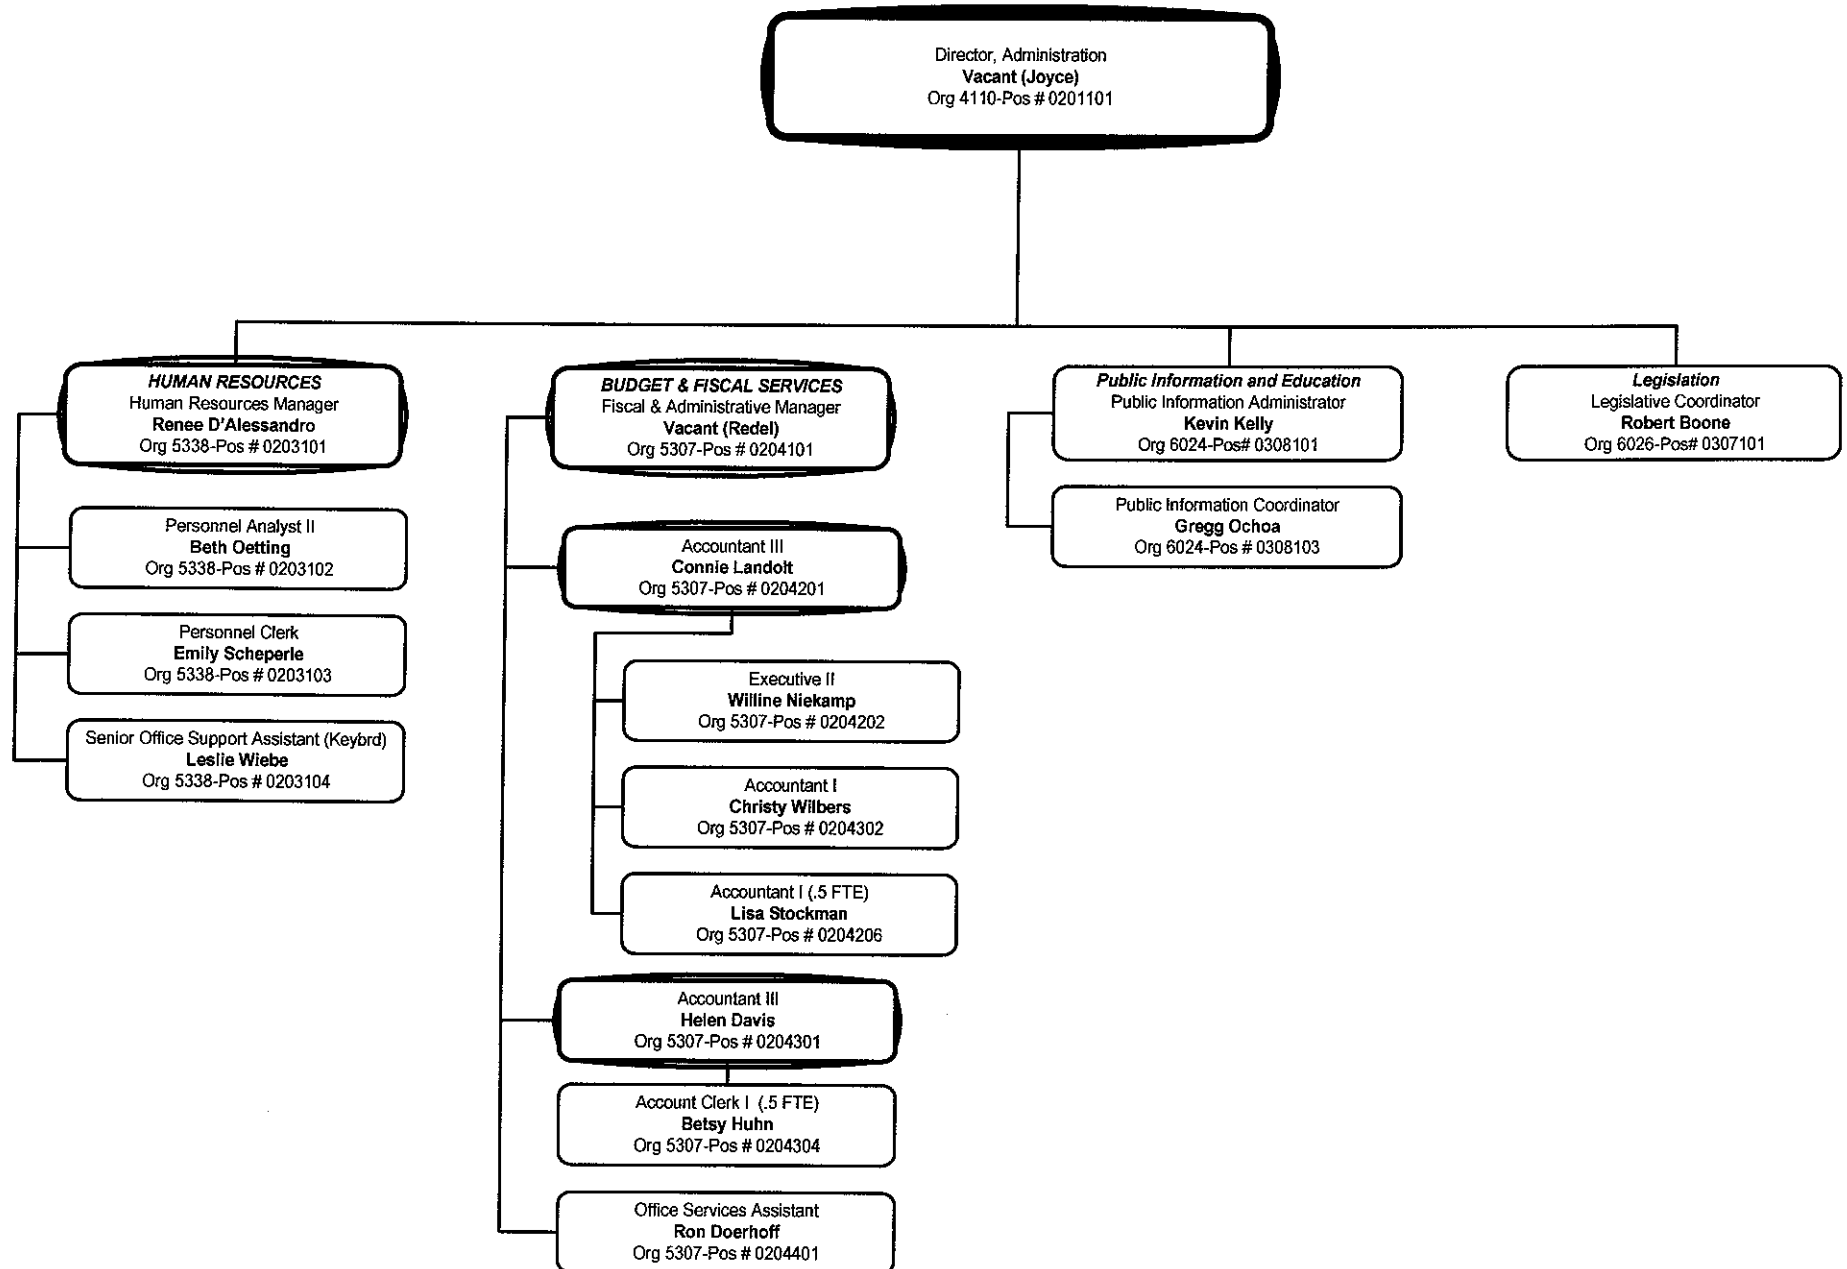 Director, Administration
Vacant (Joyce)
Org 4110-Pos # 0201101
HUMAN RESOURCES
Human Resources Manager
Renee D'Alessandro
Org 5338-Pos # 0203101
Personnel Analyst II
Beth Oetting
Org 5338-Pos # 0203102
Personnel Clerk
Emily Scheperle
Org 5338-Pos # 0203103
Senior Office Support Assistant (Keybrd)
Leslie Wiebe
Org 5338-Pos # 0203104
BUDGET & FISCAL SERVICES
Fiscal & Administrative Manager
Vacant (Redel)
Org 5307-Pos # 0204101
Accountant III
Connie Landolt
Org 5307-Pos # 0204201
Executive II
Willine Niekamp
Org 5307-Pos # 0204202
Accountant I
Christy Wilbers
Org 5307-Pos # 0204302
Accountant I (.5 FTE)
Lisa Stockman
Org 5307-Pos # 0204206
Accountant III
Helen Davis
Org 5307-Pos # 0204301
Account Clerk I (.5 FTE)
Betsy Huhn
Org 5307-Pos # 0204304
Office Services Assistant
Ron Doerhoff
Org 5307-Pos # 0204401
Public Information and Education
Public Information Administrator
Kevin Kelly
Org 6024-Pos# 0308101
Public Information Coordinator
Gregg Ochoa
Org 6024-Pos # 0308103
Legislation
Legislative Coordinator
Robert Boone
Org 6026-Pos# 0307101